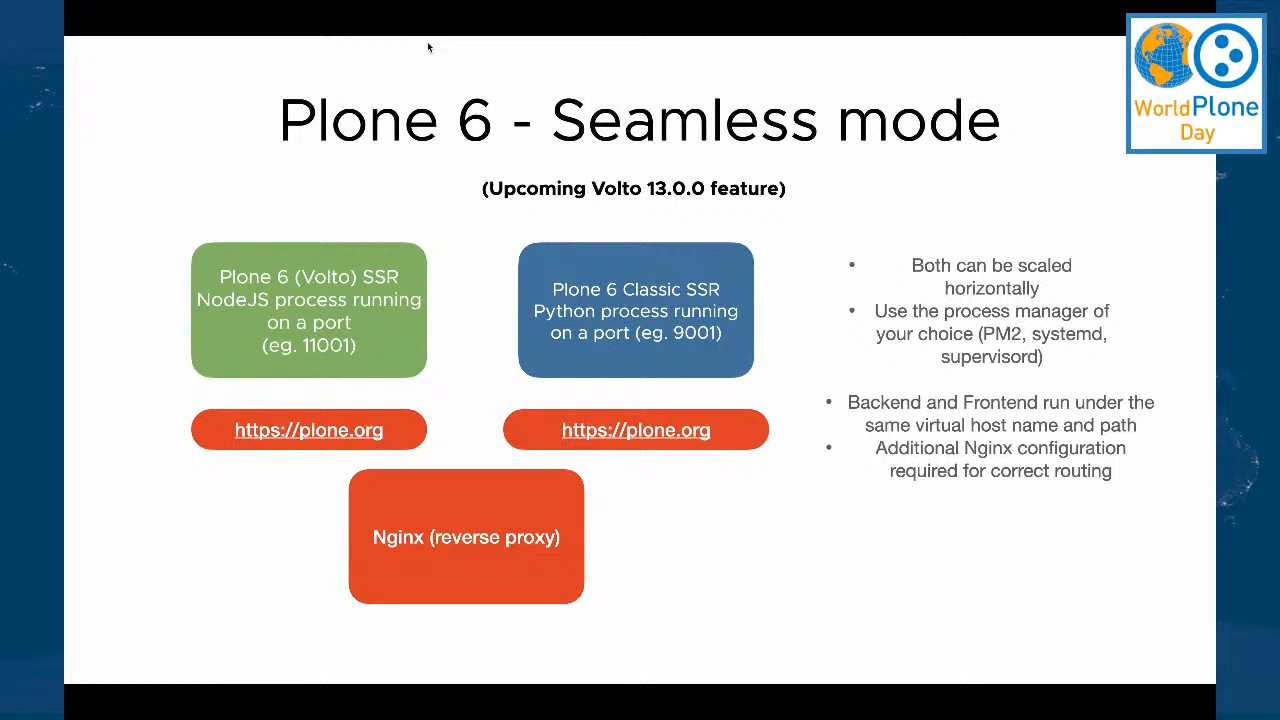 WorldPlone
Day
Plone 6 - Seamless mode
(Upcoming Volto 13.0.0 feature)
Plone 6 (Volto) SSR
NodeJS process running
on a port
(eg. 11001)
Plone 6 Classic SSR
Python process running
on a port (eg. 9001)
https://plone.org
https://plone.org
Nginx (reverse proxy)
• Both can be scaled
horizontally
• Use the process manager of
your choice (PM2, systemd,
supervisord)
• Backend and Frontend run under the
same virtual host name and path
• Additional Nginx configuration
required for correct routing